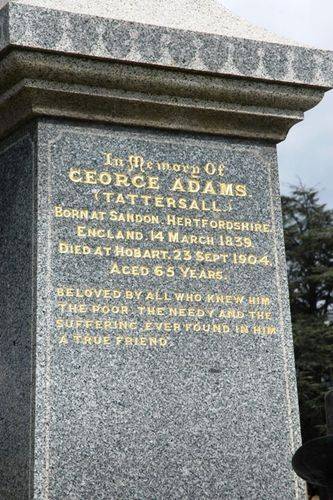 In Memory Of
GEORGE ADAMS.
(TATTERSALL.)
BORN AT SANDON, HERTFORDSHIRE,
ENGLAND, 14 MARCH 1839.
DIED AT HOBART, 23 SEPT 1904,
AGED 65 YEARS.
BELOVED BY ALL WHO KNEW HIM,
THE POOR, THE NEEDY AND THE
SUFFERING, EVER FOUND IN HIM
A TRUE FRIEND.